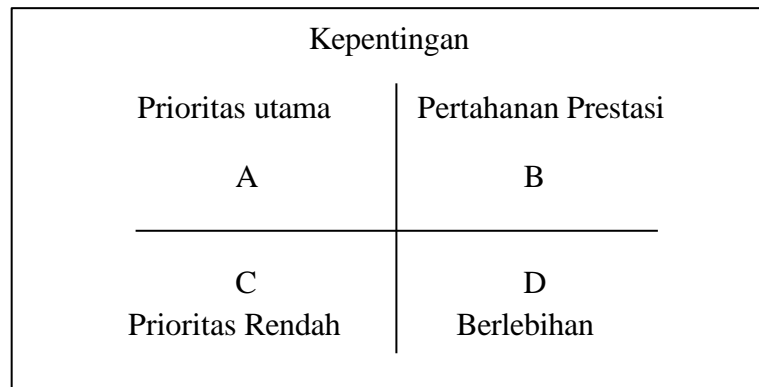 Kepentingan
Prioritas utama Pertahanan Prestasi
A B
C D
Prioritas Rendah Berlebihan